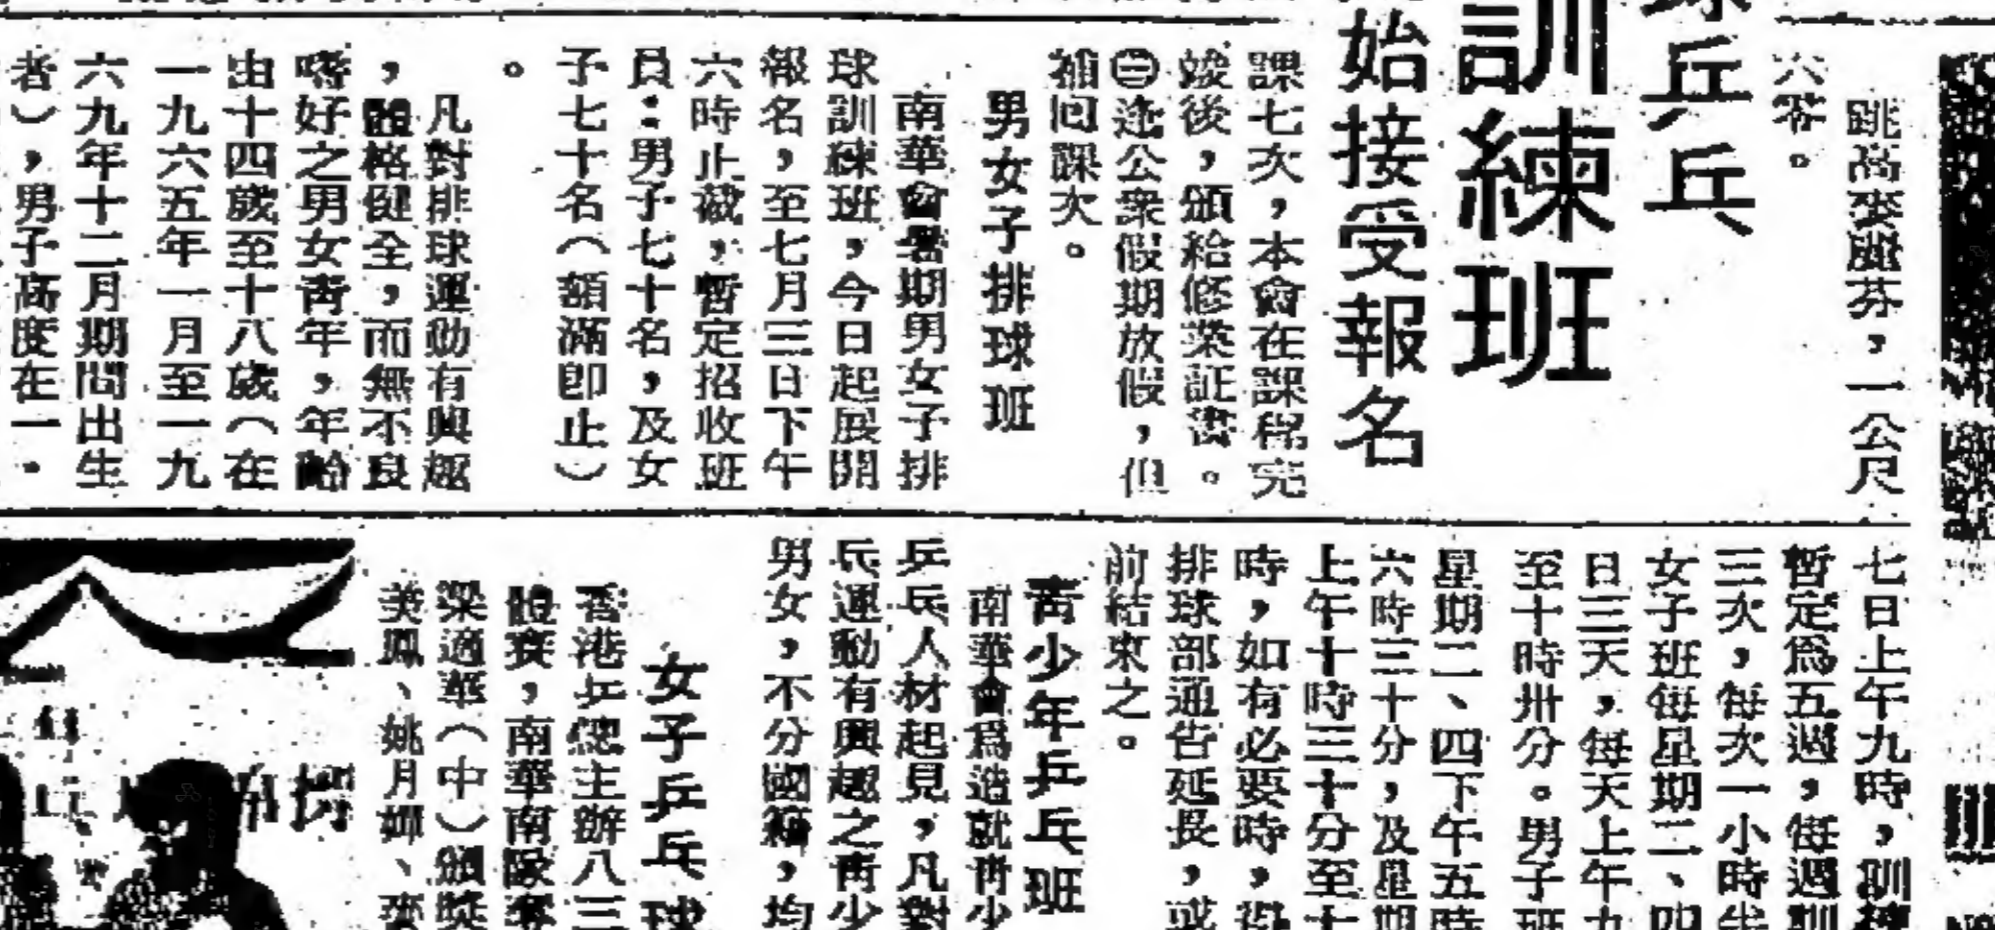 跳高麥麗芬，一公尺
六零。
球乒乓
訓練班
始接受報名
課七次，本會在課程完
竣後，頒給修業証書。
㊁逢公衆假期放假，但
補回課次。
男女子排球班
南華會暑期男女子排
球訓練班，今日起展開
報名，至七月三日下午
六時止截，暫定招收班
員：男子七十名，及女
子七十名（額滿卽止）
。
凡對排球運動有興趣
，體格健全，而無不良
嗜好之男女靑年，年齡
由十四歲至十八歲（在
一九六五年一月至一九
六九年十二月期間出生
者），男子高度在一．
七日上午九時，訓練
暫定爲五週，每週訓
三次，每次一小時半
女子班每星期二、四
日三天，每天上午九
至十時卅分。男子班
星期二、四下午五時
六時三十分，及星期
上午十時三十分至十
時，如有必要時，得
排球部通告延長，或
前結束之。
靑少年乒乓班
南華會爲造就靑少
乒乓人材起見，凡對
乓運動有興趣之靑少
男女，不分國籍，均
女子乒乓球
香港乒總主辦八三
體賽，南華南隊奪
梁適華（中）頒獎
美鳳、姚月嬋、